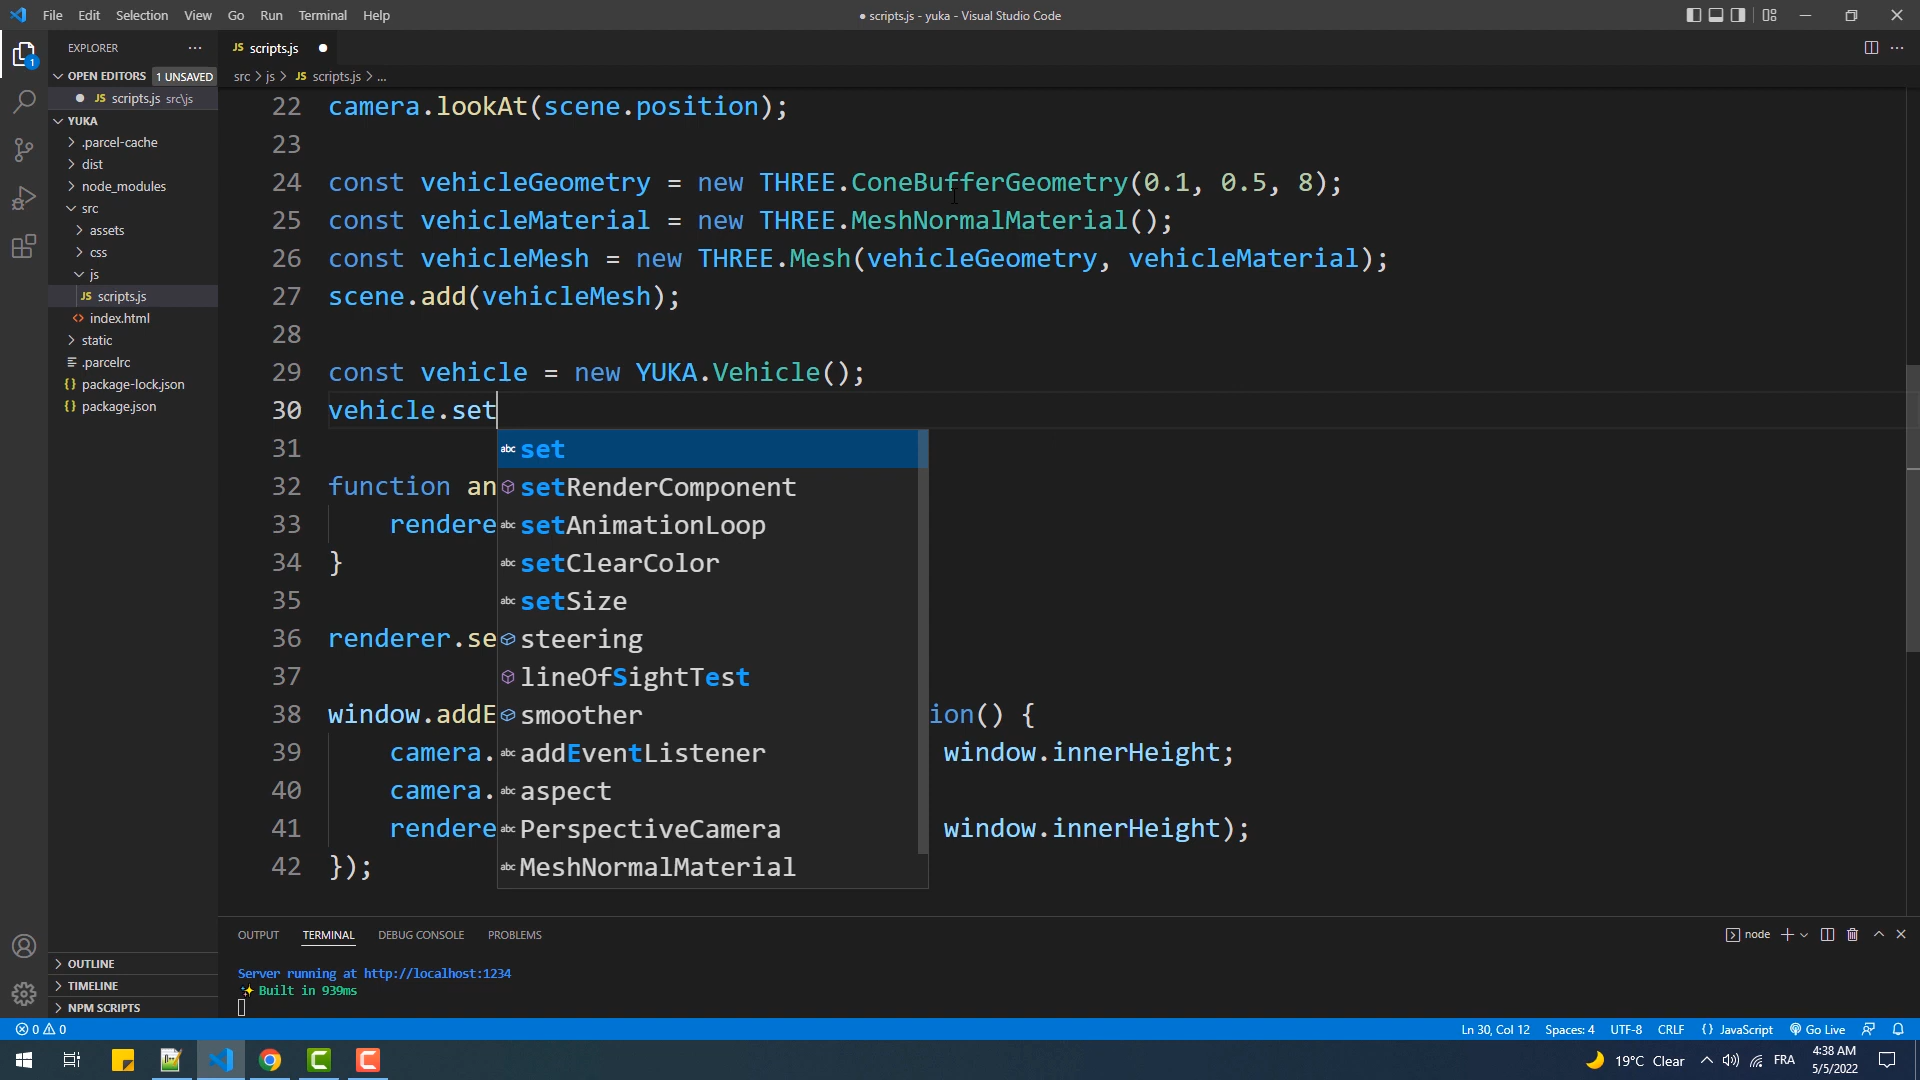 File Edit Selection View Go Run Terminal Help
● scripts.js - yuka - Visual Studio Code
EXPLORER
JS scripts.js
OPEN EDITORS 1 UNSAVED
src > js > JS scripts.js > ...
JS scripts.js src\js
YUKA
.parcel-cache
dist
node_modules
src
assets
css
js
JS scripts.js
index.html
static
.parcelrc
package-lock.json
package.json
OUTLINE
TIMELINE
NPM SCRIPTS
22 camera.lookAt(scene.position);
23
24 const vehicleGeometry = new THREE.ConeBufferGeometry(0.1, 0.5, 8);
25 const vehicleMaterial = new THREE.MeshNormalMaterial();
26 const vehicleMesh = new THREE.Mesh(vehicleGeometry, vehicleMaterial);
27 scene.add(vehicleMesh);
28
29 const vehicle = new YUKA.Vehicle();
30 vehicle.set
31
32 function an
33 rendere
34 }
35
36 renderer.se
37
38 window.addE ion() {
39 camera. window.innerHeight;
40 camera.
41 rendere window.innerHeight);
42 });
abc set
setRenderComponent
abc setAnimationLoop
abc setClearColor
abc setSize
steering
lineOfSightTest
smoother
abc addEventListener
abc aspect
abc PerspectiveCamera
abc MeshNormalMaterial
OUTPUT TERMINAL DEBUG CONSOLE PROBLEMS
node
Server running at http://localhost:1234
✨ Built in 939ms
0 0
Ln 30, Col 12 Spaces: 4 UTF-8 CRLF {} JavaScript Go Live
1
19°C Clear
FRA
4:38 AM
5/5/2022